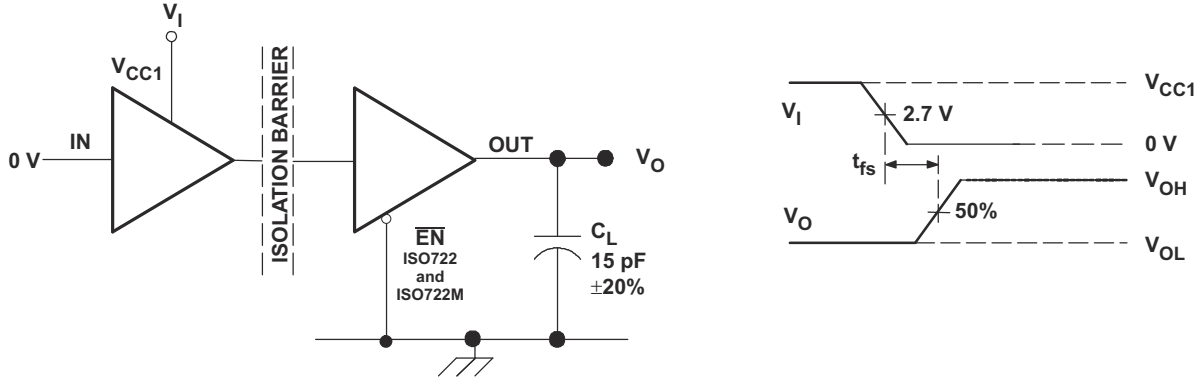 V_I
V_CC1
IN
0 V
ISOLATION BARRIER
OUT
V_O
EN
ISO722
and
ISO722M
C_L
15 pF
±20%
V_I
V_CC1
2.7 V
0 V
t_fs
V_O
V_OH
50%
V_OL